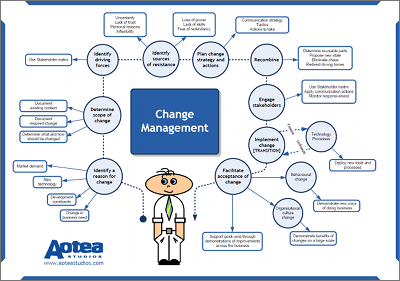 Uncertainty
Lack of trust
Personal reasons
Inflexibility
Loss of power
Lack of skills
Fear of redundancy
Communication strategy
Tactics
Actions to take
Use Stakeholder matrix
Identify
driving
forces
Identify
sources
of resistance
Plan change
strategy and
actions
Recombine
Determine reusable parts
Propose new state
Eliminate chaos
Redirect driving forces
Document
existing context
Document
required change
Determine what and how
should be changed
Determine
scope of
change
Change
Management
Engage
stakeholders
Use Stakeholder matrix
Apply communication actions
Monitor responsiveness
Implement
change
[TRANSITION]
Technology
Processes
Deploy new tools and
processes
Market demand
New
technology
Development
constraints
Change in
business need
Identify a
reason for
change
Facilitate
acceptance of
change
Behavioural
change
Demonstrate new ways
of doing business
Organisational
culture
change
Demonstrate benefits of
changes on a large scale
Support quick wins through
demonstrations of improvements
across the business
Aotea
STUDIOS
www.aoteastudios.com